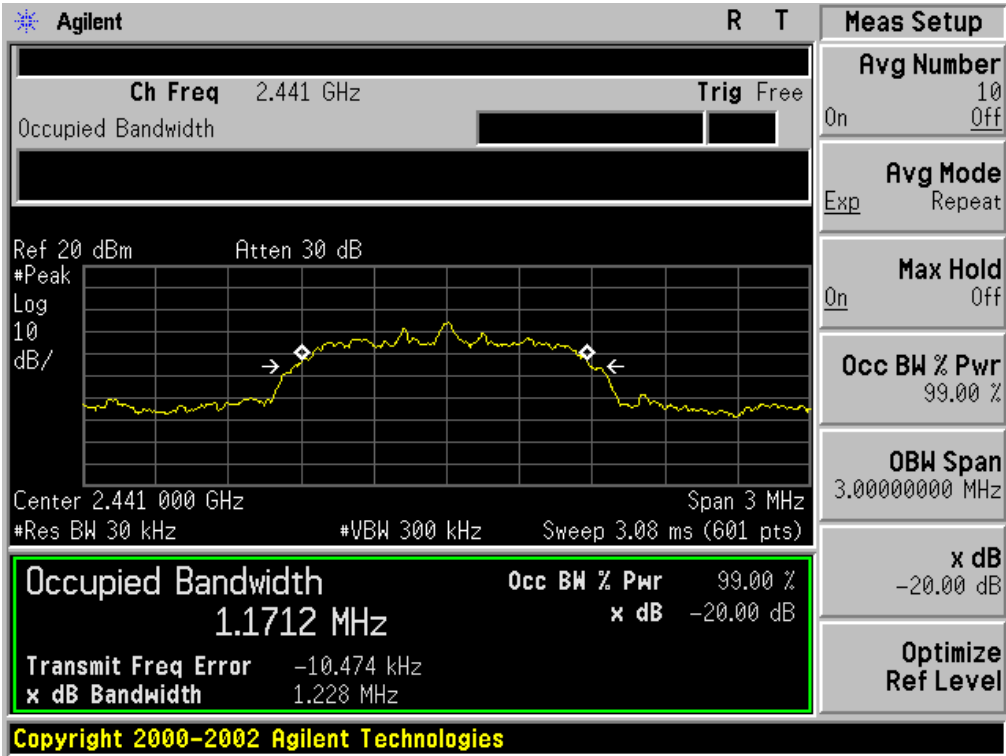 Agilent R T
Meas Setup
Ch Freq 2.441 GHz Trig Free
Occupied Bandwidth
Ref 20 dBm Atten 30 dB
#Peak
Log
10
dB/
Center 2.441 000 GHz Span 3 MHz
#Res BW 30 kHz #VBW 300 kHz Sweep 3.08 ms (601 pts)
Occupied Bandwidth
1.1712 MHz
Occ BW % Pwr 99.00 %
x dB -20.00 dB
Transmit Freq Error -10.474 kHz
x dB Bandwidth 1.228 MHz
Avg Number
10
On Off
Avg Mode
Exp Repeat
Max Hold
On Off
Occ BW % Pwr
99.00 %
OBW Span
3.00000000 MHz
x dB
-20.00 dB
Optimize
Ref Level
Copyright 2000-2002 Agilent Technologies